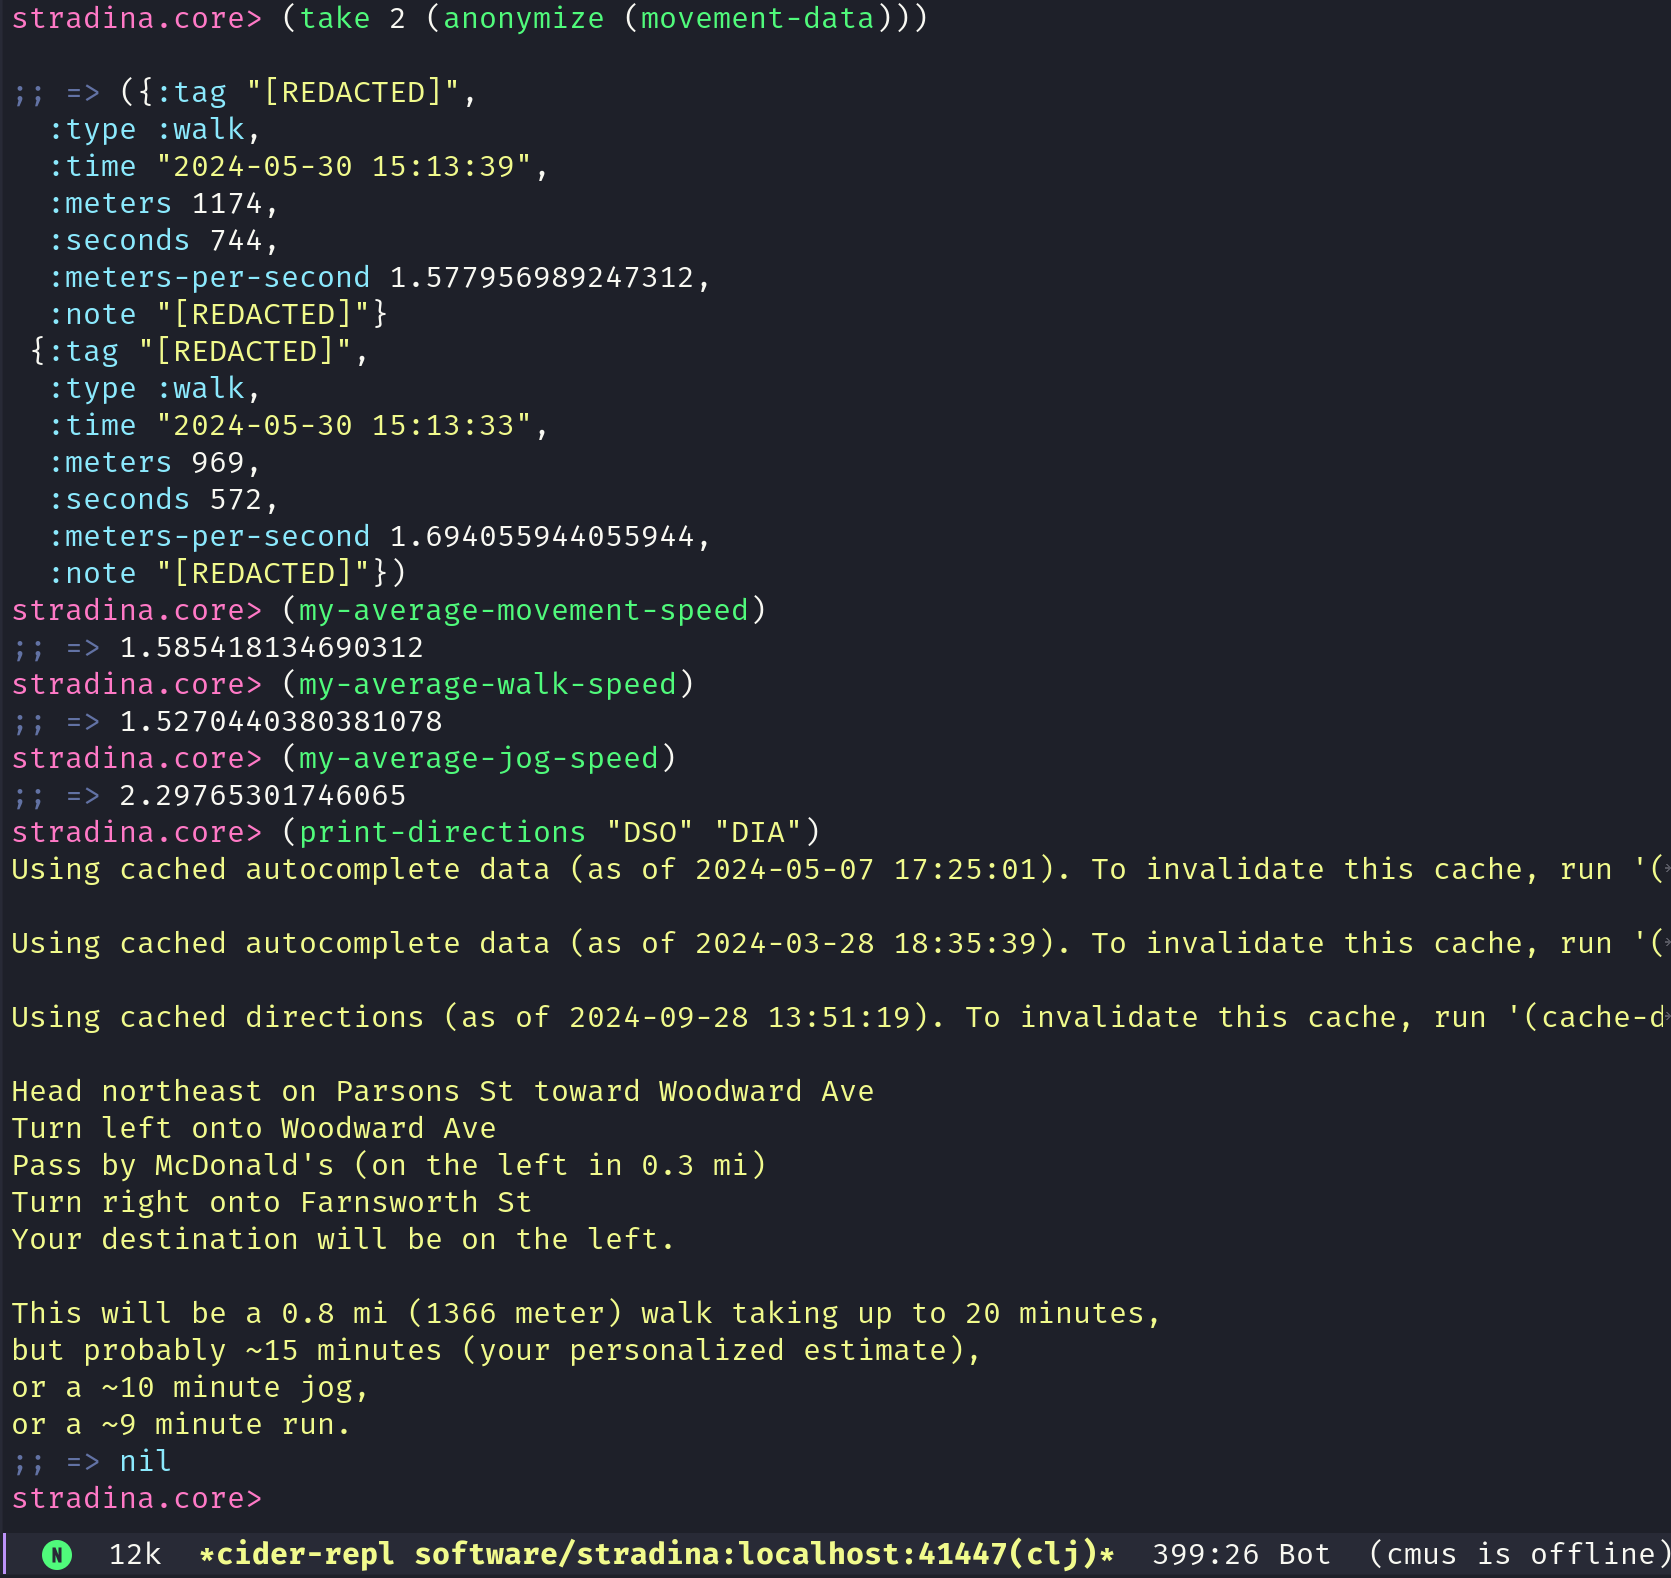 stradina.core> (take 2 (anonymize (movement-data)))
;; => ({:tag "[REDACTED]",
  :type :walk,
  :time "2024-05-30 15:13:39",
  :meters 1174,
  :seconds 744,
  :meters-per-second 1.577956989247312,
  :note "[REDACTED]"}
 {:tag "[REDACTED]",
  :type :walk,
  :time "2024-05-30 15:13:33",
  :meters 969,
  :seconds 572,
  :meters-per-second 1.694055944055944,
  :note "[REDACTED]"})
stradina.core> (my-average-movement-speed)
;; => 1.585418134690312
stradina.core> (my-average-walk-speed)
;; => 1.5270440380381078
stradina.core> (my-average-jog-speed)
;; => 2.29765301746065
stradina.core> (print-directions "DSO" "DIA")
Using cached autocomplete data (as of 2024-05-07 17:25:01). To invalidate this cache, run '(
Using cached autocomplete data (as of 2024-03-28 18:35:39). To invalidate this cache, run '(
Using cached directions (as of 2024-09-28 13:51:19). To invalidate this cache, run '(cache-d
Head northeast on Parsons St toward Woodward Ave
Turn left onto Woodward Ave
Pass by McDonald's (on the left in 0.3 mi)
Turn right onto Farnsworth St
Your destination will be on the left.
This will be a 0.8 mi (1366 meter) walk taking up to 20 minutes,
but probably ~15 minutes (your personalized estimate),
or a ~10 minute jog,
or a ~9 minute run.
;; => nil
stradina.core>
N 12k *cider-repl software/stradina:localhost:41447(clj)* 399:26 Bot (cmus is offline)